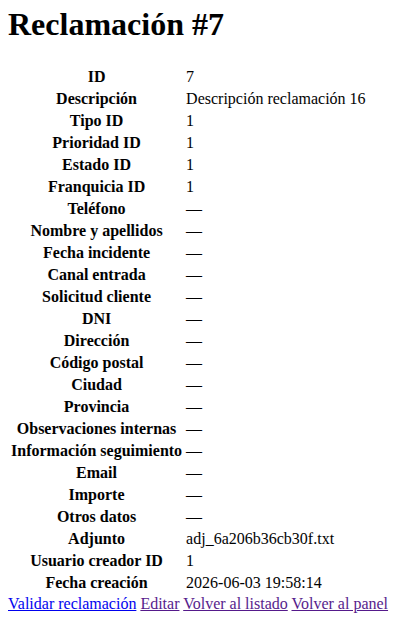 Reclamación #7
ID 7
Descripción Descripción reclamación 16
Tipo ID 1
Prioridad ID 1
Estado ID 1
Franquicia ID 1
Teléfono —
Nombre y apellidos —
Fecha incidente —
Canal entrada —
Solicitud cliente —
DNI —
Dirección —
Código postal —
Ciudad —
Provincia —
Observaciones internas —
Información seguimiento —
Email —
Importe —
Otros datos —
Adjunto adj_6a206b36cb30f.txt
Usuario creador ID 1
Fecha creación 2026-06-03 19:58:14
Validar reclamación Editar Volver al listado Volver al panel